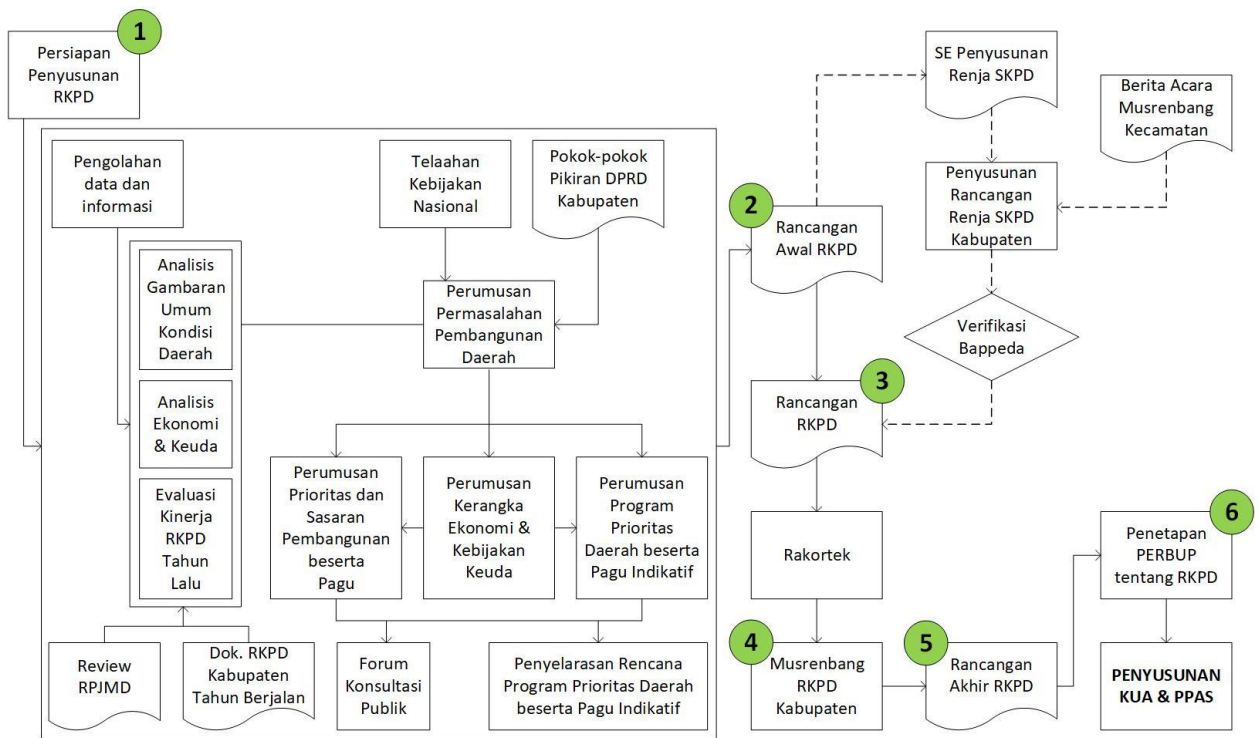 1
Persiapan
Penyusunan
RKPD
Pengolahan
data dan
informasi
Telaahan
Kebijakan
Nasional
Pokok-pokok
Pikiran DPRD
Kabupaten
Analisis
Gambaran
Umum
Kondisi
Daerah
Perumusan
Permasalahan
Pembangunan
Daerah
Analisis
Ekonomi
& Keuda
Evaluasi
Kinerja
RKPD
Tahun
Lalu
Perumusan
Prioritas dan
Sasaran
Pembangunan
beserta
Pagu
Perumusan
Kerangka
Ekonomi &
Kebijakan
Keuda
Perumusan
Program
Prioritas
Daerah beserta
Pagu Indikatif
Review
RPJMD
Dok. RKPD
Kabupaten
Tahun Berjalan
Forum
Konsultasi
Publik
Penyelarasan Rencana
Program Prioritas Daerah
beserta Pagu Indikatif
2
Rancangan
Awal RKPD
SE Penyusunan
Renja SKPD
Berita Acara
Musrenbang
Kecamatan
Penyusunan
Rancangan
Renja SKPD
Kabupaten
Verifikasi
Bappeda
3
Rancangan
RKPD
Rakortek
4
Musrenbang
RKPD
Kabupaten
5
Rancangan
Akhir RKPD
6
Penetapan
PERBUP
tentang RKPD
PENYUSUNAN
KUA & PPAS